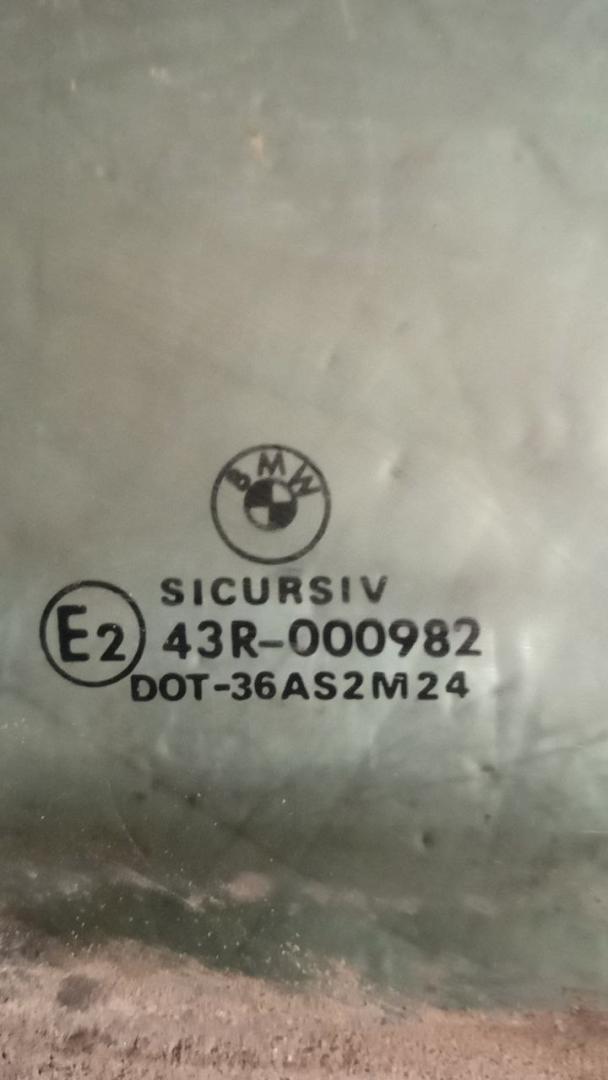 BMW
SICURSIV
E2 43R-000982
DOT-36AS2M24